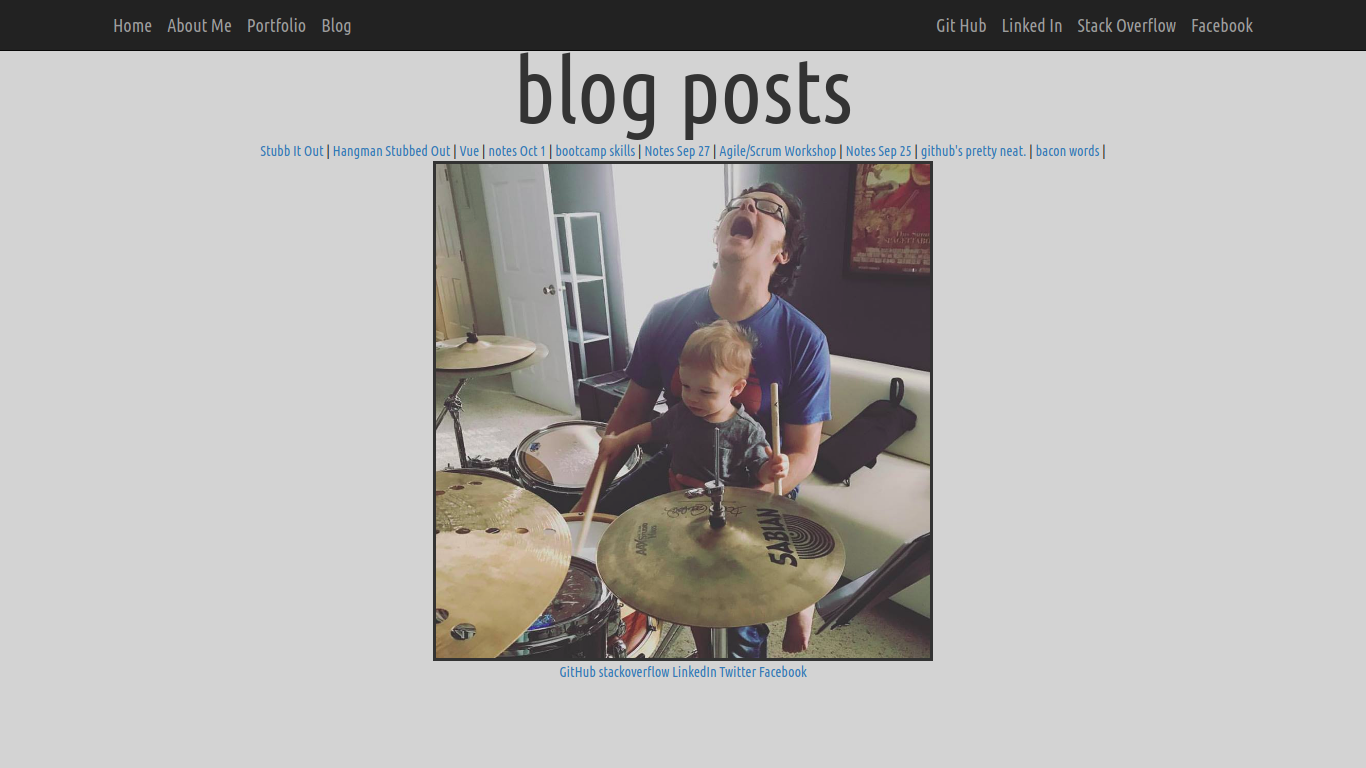 Home About Me Portfolio Blog Git Hub Linked In Stack Overflow Facebook
blog posts
Stubb It Out | Hangman Stubbed Out | Vue | notes Oct 1 | bootcamp skills | Notes Sep 27 | Agile/Scrum Workshop | Notes Sep 25 | github's pretty neat. | bacon words |
SABIAN
GitHub stackoverflow LinkedIn Twitter Facebook